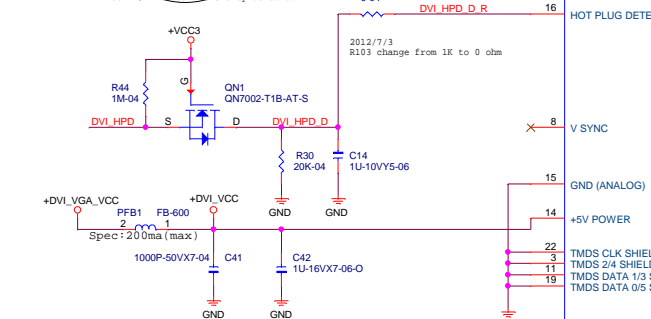 DVI_HPD_D_R
16
HOT PLUG DETE
+VCC3
2012/7/3
R103 change from 1K to 0 ohm
G
R44
1M-04
QN1
QN7002-T1B-AT-S
DVI_HPD
S
D
DVI_HPD_D
8
V SYNC
R30
20K-04
C14
1U-10VY5-06
GND
GND
15
GND (ANALOG)
+DVI_VGA_VCC
+DVI_VCC
PFB1
FB-600
2
1
Spec:200ma(max)
14
+5V POWER
1000P-50VX7-04
C41
C42
1U-16VX7-06-O
22
TMDS CLK SHIEL
3
TMDS 2/4 SHIELD
11
TMDS DATA 1/3 S
19
TMDS DATA 0/5 S
GND
GND